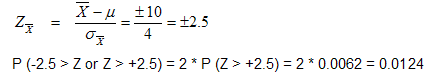 Z_X̅ = (X̅ − μ) / σ_X̅ = ±10 / 4 = ±2.5
P (-2.5 > Z or Z > +2.5) = 2 * P (Z > +2.5) = 2 * 0.0062 = 0.0124